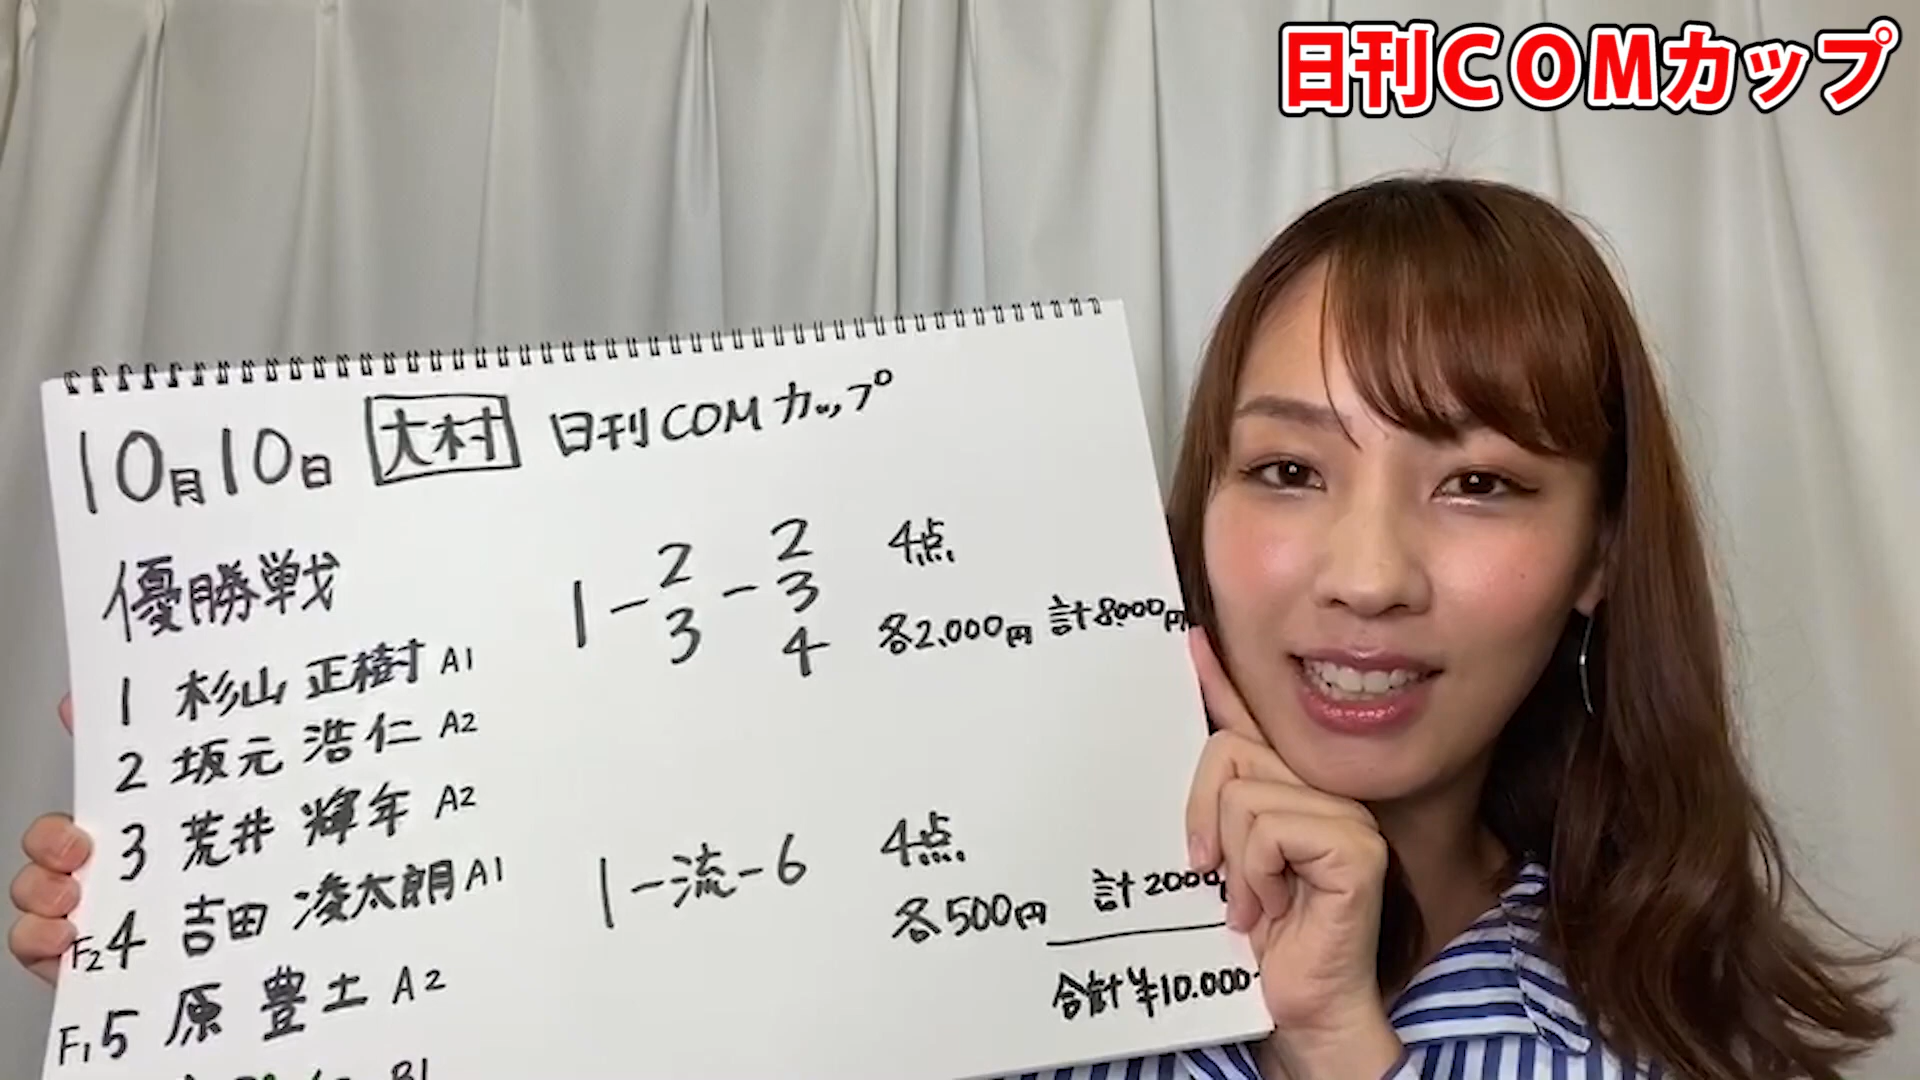 日刊COMカップ
10月10日 大村 日刊COMカップ
優勝戦
1 杉山 正樹 A1
2 坂元 浩仁 A2
3 荒井 輝年 A2
F2 4 吉田 凌太朗 A1
F1 5 原 豊土 A2
B1
2 2
1 - 3 - 3
4
4点
各2,000円 計8,000円
1-流-6 4点
各500円 計2000
合計¥10.000-